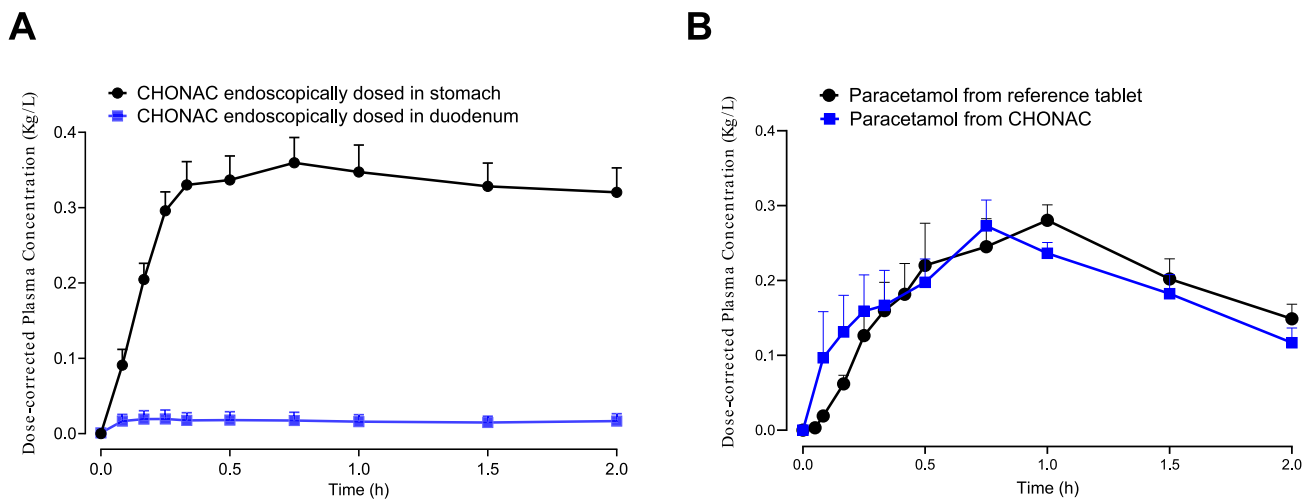 A
CHONAC endoscopically dosed in stomach
CHONAC endoscopically dosed in duodenum
Dose-corrected Plasma Concentration (Kg/L)
0.4
0.3
0.2
0.1
0.0
0.0 0.5 1.0 1.5 2.0
Time (h)
B
Paracetamol from reference tablet
Paracetamol from CHONAC
Dose-corrected Plasma Concentration (Kg/L)
0.4
0.3
0.2
0.1
0.0
0.0 0.5 1.0 1.5 2.0
Time (h)